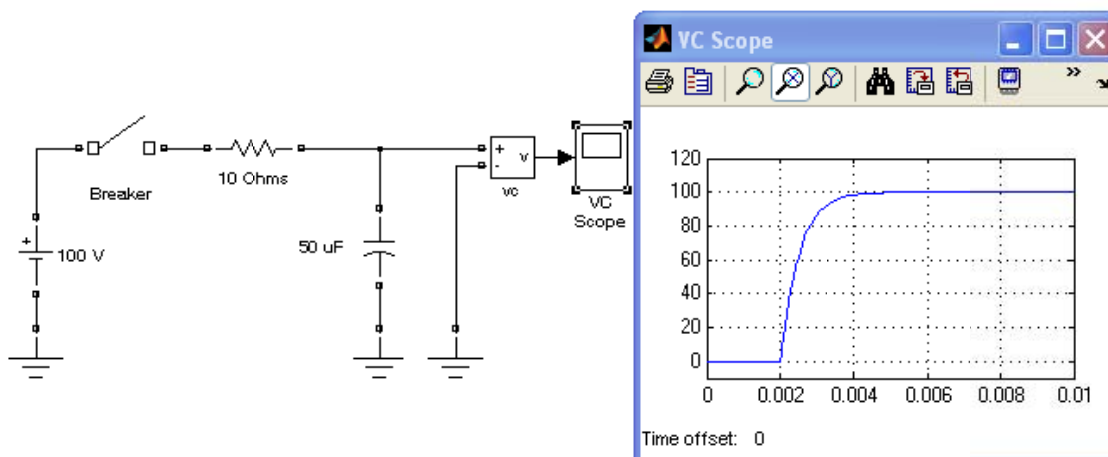 VC Scope
»
+
-
v
Breaker
10 Ohms
vc
VC
Scope
+
100 V
50 uF
120
100
80
60
40
20
0
0 0.002 0.004 0.006 0.008 0.01
Time offset: 0